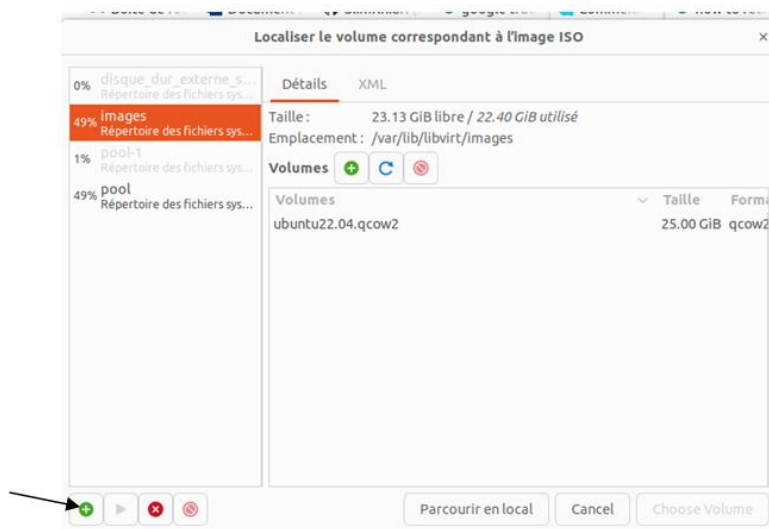 Localiser le volume correspondant à l'image ISO
0% disque_dur_externe_s...
Répertoire des fichiers sys...
49% images
Répertoire des fichiers sys...
1% pool-1
Répertoire des fichiers sys...
49% pool
Répertoire des fichiers sys...
Détails XML
Taille : 23.13 GiB libre / 22.40 GiB utilisé
Emplacement : /var/lib/libvirt/images
Volumes
Volumes Taille Forma
ubuntu22.04.qcow2 25.00 GiB qcow2
Parcourir en local Cancel Choose Volume